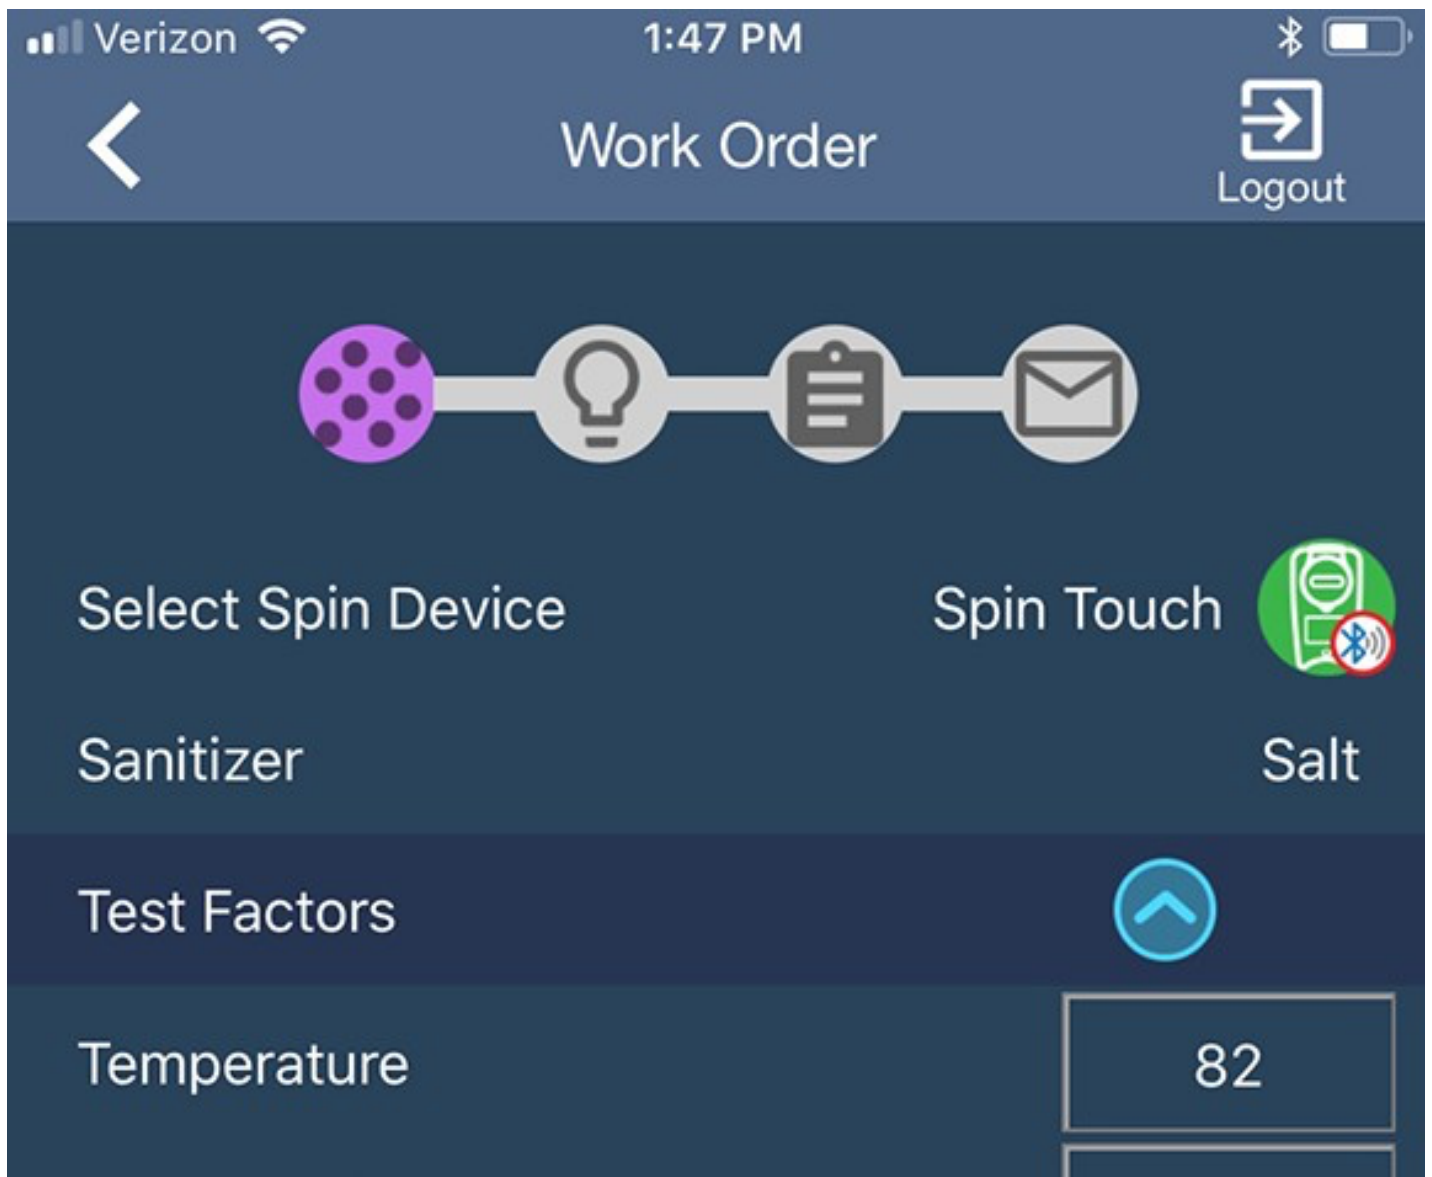 Verizon 1:47 PM
Work Order
Logout
Select Spin Device Spin Touch
Sanitizer Salt
Test Factors
Temperature 82